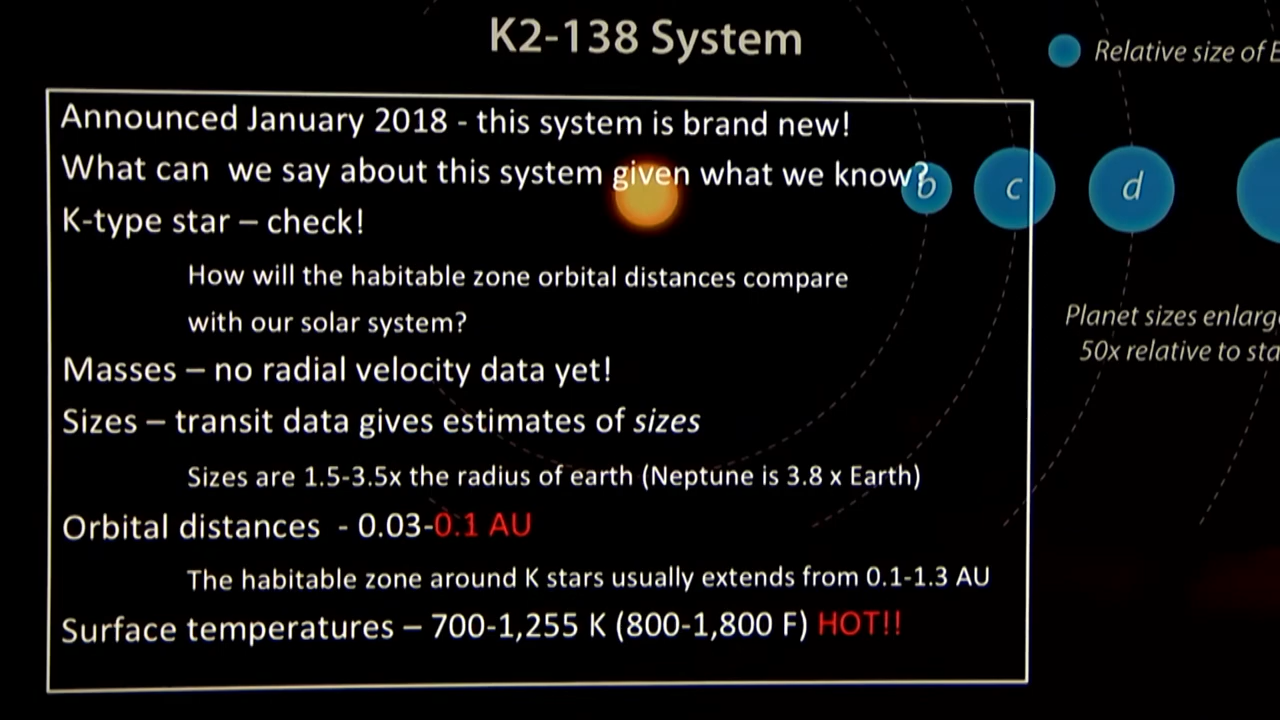 K2-138 System
Relative size of
Announced January 2018 - this system is brand new!
What can  we say about this system given what we know?
b
c
d
K-type star – check!
How will the habitable zone orbital distances compare
with our solar system?
Planet sizes
50x relative to
Masses – no radial velocity data yet!
Sizes – transit data gives estimates of sizes
Sizes are 1.5-3.5x the radius of earth (Neptune is 3.8 x Earth)
Orbital distances  - 0.03-0.1 AU
The habitable zone around K stars usually extends from 0.1-1.3 AU
Surface temperatures – 700-1,255 K (800-1,800 F) HOT!!